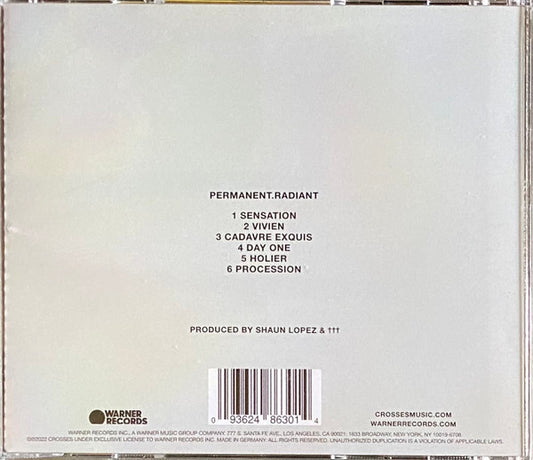 PERMANENT.RADIANT
1 SENSATION
2 VIVIEN
3 CADAVRE EXQUIS
4 DAY ONE
5 HOLIER
6 PROCESSION
PRODUCED BY SHAUN LOPEZ & †††
WARNER
RECORDS
0 93624 86301 4
CROSSESMUSIC.COM
WARNERRECORDS.COM
WARNER RECORDS INC., A WARNER MUSIC GROUP COMPANY. 777 S. SANTA FE AVE., LOS ANGELES, CA 90021; 1633 BROADWAY, NEW YORK, NY 10019-6708.
℗©2022 CROSSES UNDER EXCLUSIVE LICENSE TO WARNER RECORDS INC. MADE IN GERMANY. ALL RIGHTS RESERVED. UNAUTHORIZED DUPLICATION IS A VIOLATION OF APPLICABLE LAWS.